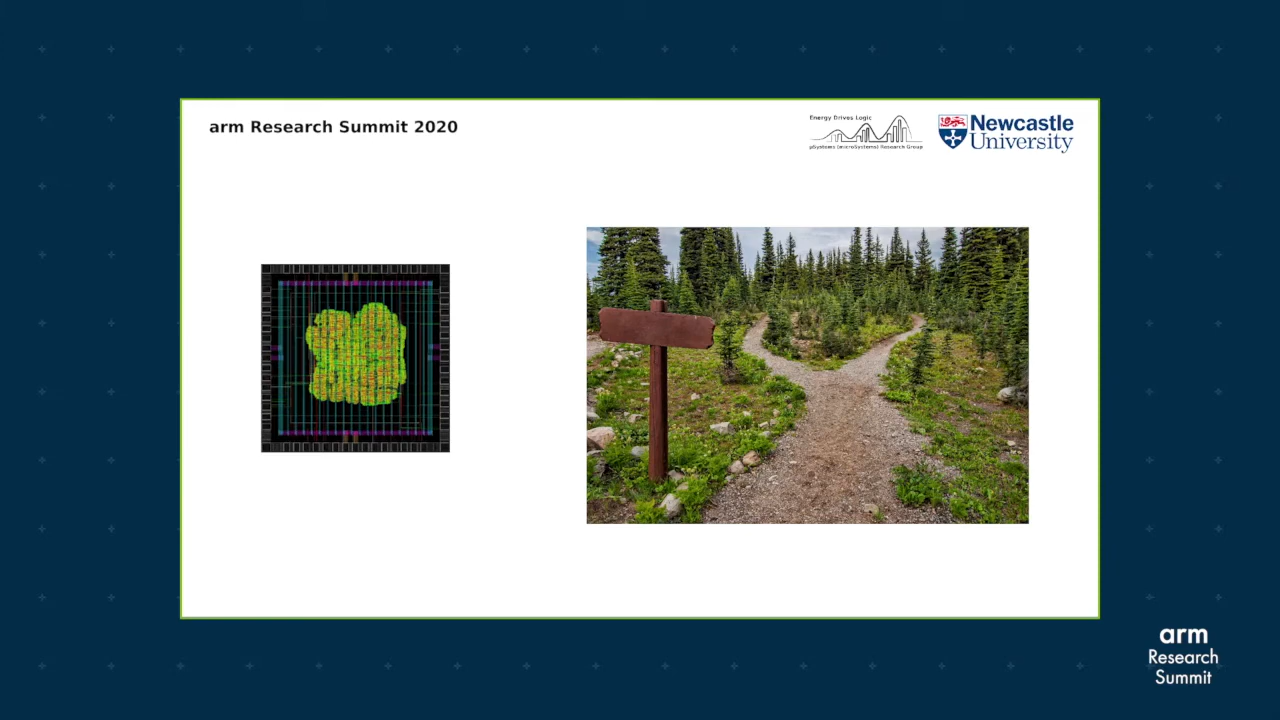 arm Research Summit 2020
Energy Drives Logic
µSystems (microSystems) Research Group
Newcastle
University
arm
Research
Summit